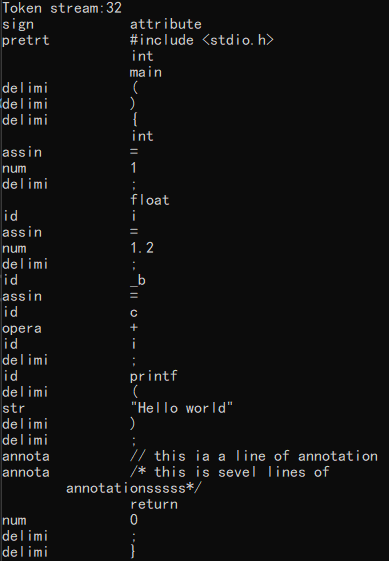 Token stream:32
sign attribute
pretrt #include <stdio.h>
int
main
delimi (
delimi )
delimi {
int
assin =
num 1
delimi ;
float
id i
assin =
num 1.2
delimi ;
id _b
assin =
id c
opera +
id i
delimi ;
id printf
delimi (
str "Hello world"
delimi )
delimi ;
annota // this ia a line of annotation
annota /* this is sevel lines of
annotationsssss*/
return
num 0
delimi ;
delimi }